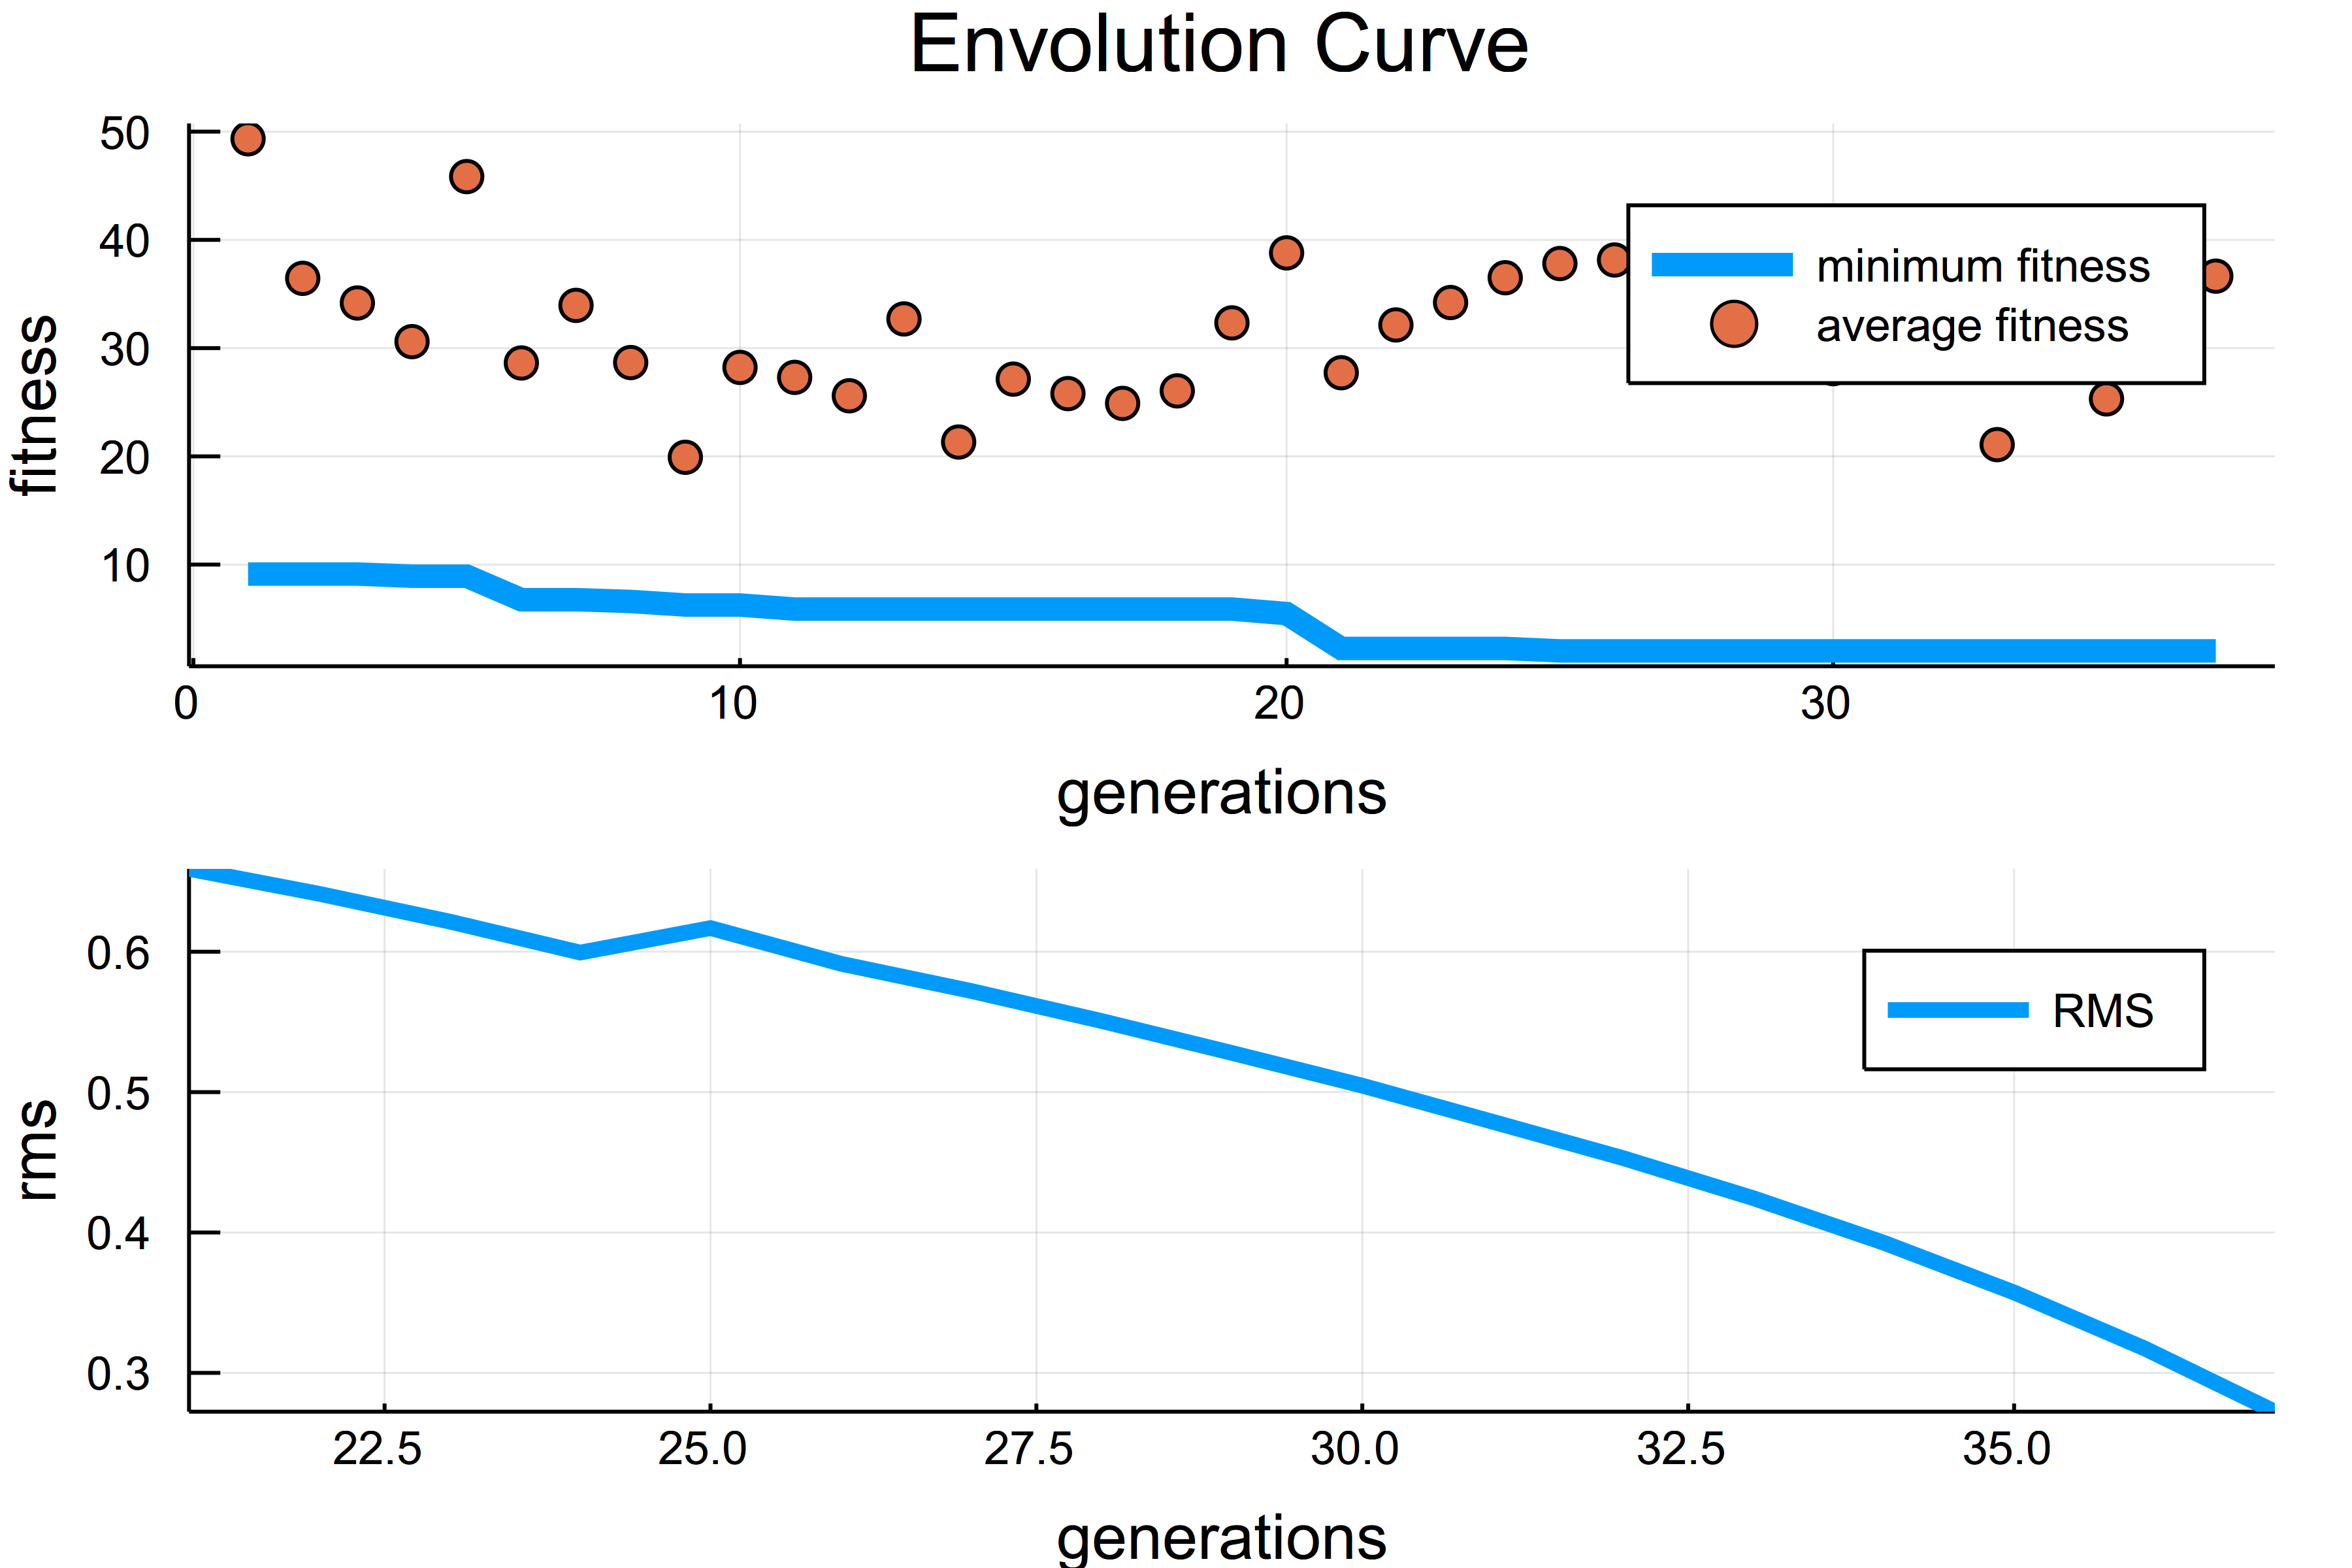 Envolution Curve
50
40
30
20
10
fitness
minimum fitness
average fitness
0 10 20 30
generations
0.6
0.5
0.4
0.3
rms
RMS
22.5 25.0 27.5 30.0 32.5 35.0
generations